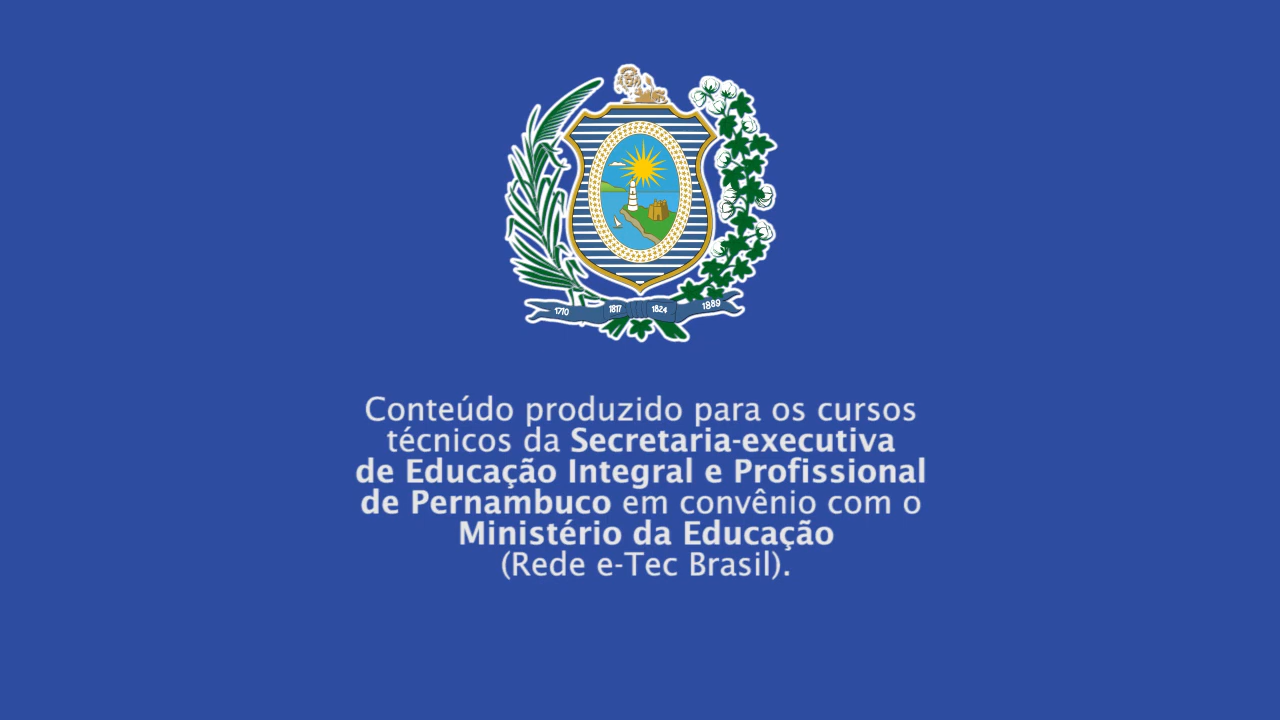 1710 1817 1824 1889
Conteúdo produzido para os cursos
técnicos da Secretaria-executiva
de Educação Integral e Profissional
de Pernambuco em convênio com o
Ministério da Educação
(Rede e-Tec Brasil).